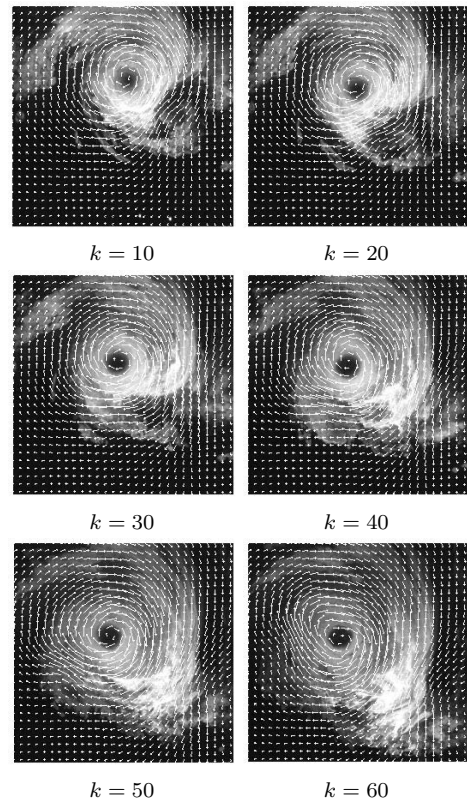 k = 10
k = 20
k = 30
k = 40
k = 50
k = 60